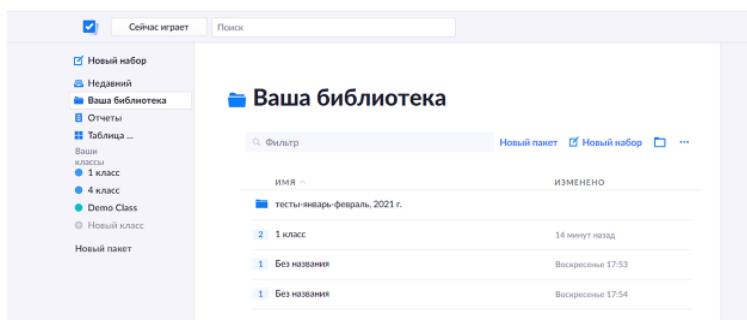 Сейчас играет
Поиск
Новый набор
Недавний
Ваша библиотека
Отчеты
Таблица ...
Ваши
классы
1 класс
4 класс
Demo Class
Новый класс
Новый пакет
Ваша библиотека
Фильтр
Новый пакет Новый набор ...
ИМЯ ИЗМЕНЕНО
тесты-январь-февраль, 2021 г.
2 1 класс 14 минут назад
1 Без названия Воскресенье 17:53
1 Без названия Воскресенье 17:54